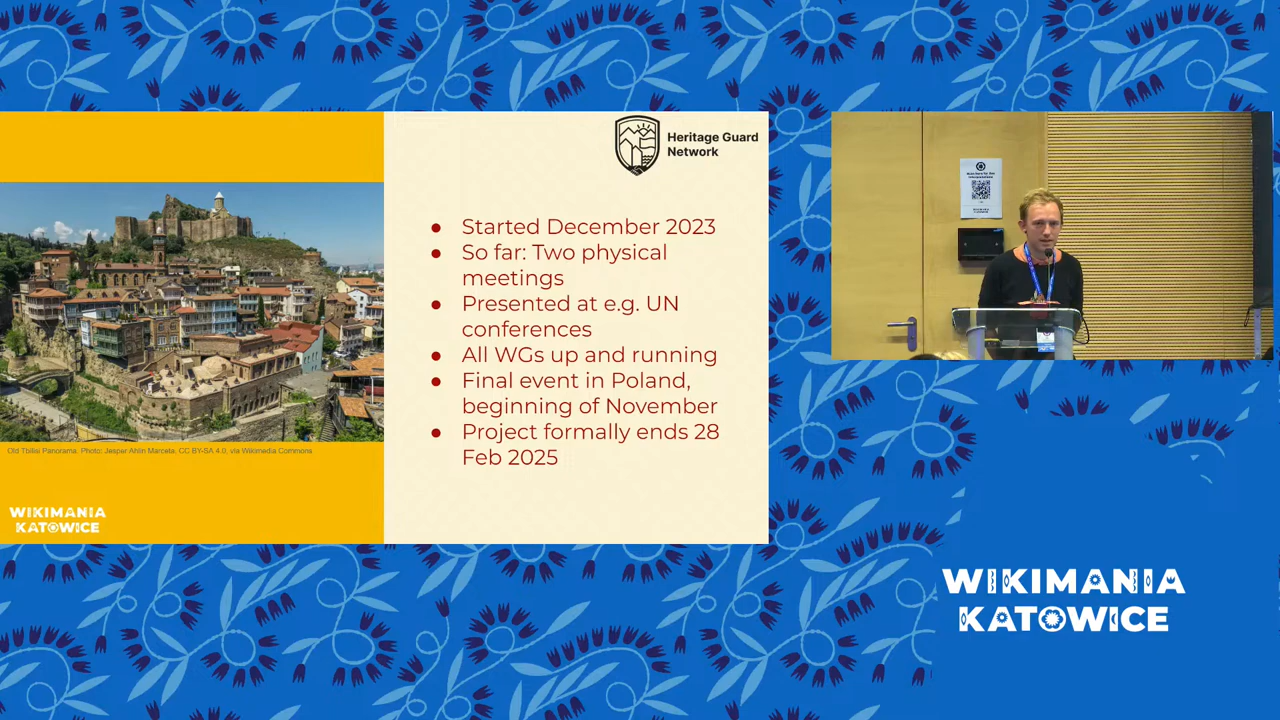 Heritage Guard
Network
● Started December 2023
● So far: Two physical
meetings
● Presented at e.g. UN
conferences
● All WGs up and running
● Final event in Poland,
beginning of November
● Project formally ends 28
Feb 2025
Old Tbilisi Panorama. Photo: Jesper Ahlin Marceta. CC BY-SA 4.0, via Wikimedia Commons
WIKIMANIA
KATOWICE
WIKIMANIA
KATOWICE